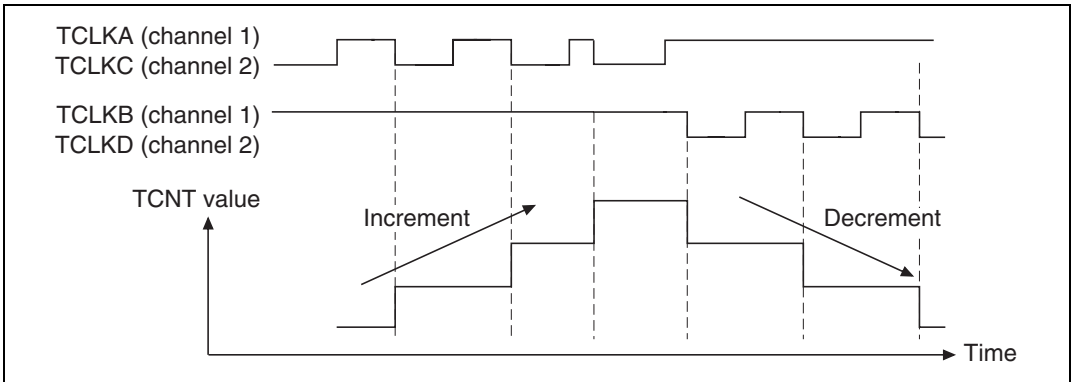 TCLKA (channel 1)
TCLKC (channel 2)
TCLKB (channel 1)
TCLKD (channel 2)
TCNT value
Increment
Decrement
Time